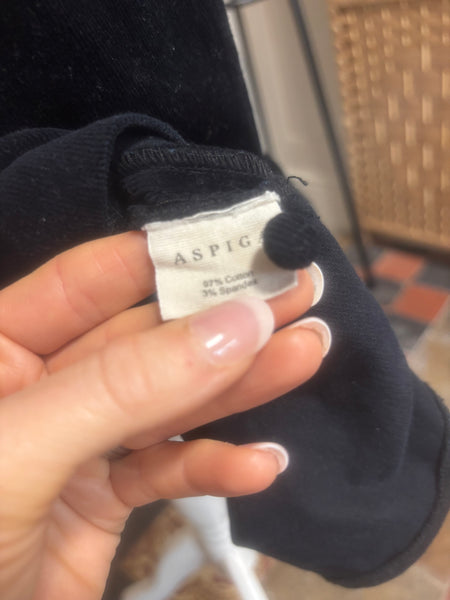 ASPIG
97% Cotton
3% Spandex